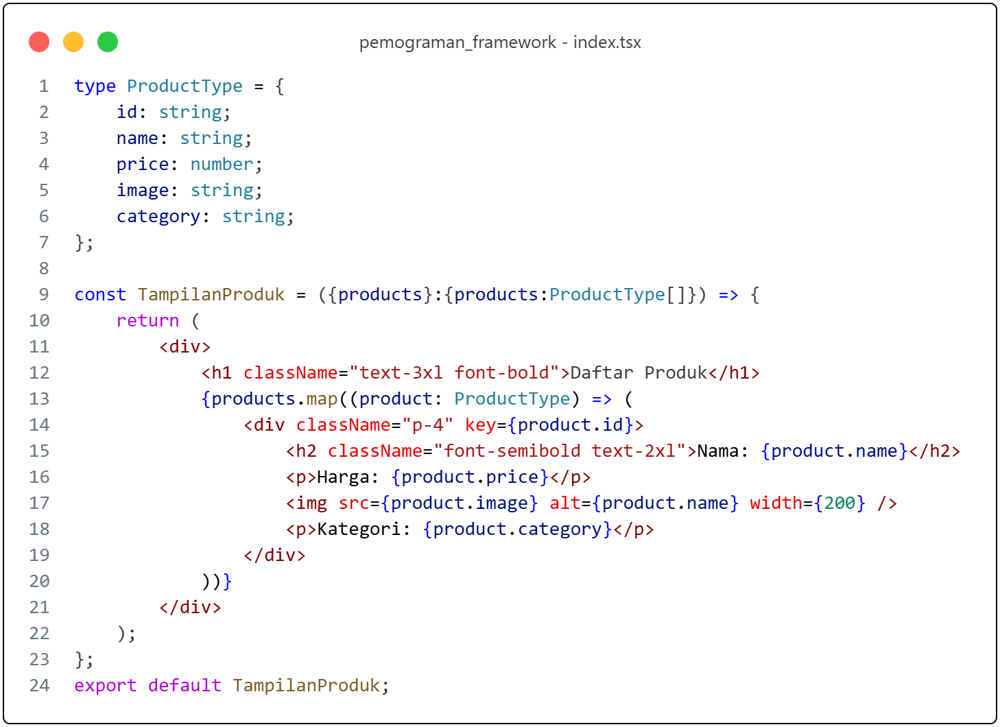 pemograman_framework - index.tsx
1 type ProductType = {
2     id: string;
3     name: string;
4     price: number;
5     image: string;
6     category: string;
7 };
8
9 const TampilanProduk = ({products}:{products:ProductType[]}) => {
10     return (
11         <div>
12             <h1 className="text-3xl font-bold">Daftar Produk</h1>
13             {products.map((product: ProductType) => (
14                 <div className="p-4" key={product.id}>
15                     <h2 className="font-semibold text-2xl">Nama: {product.name}</h2>
16                     <p>Harga: {product.price}</p>
17                     <img src={product.image} alt={product.name} width={200} />
18                     <p>Kategori: {product.category}</p>
19                 </div>
20             ))}
21         </div>
22     );
23 };
24 export default TampilanProduk;